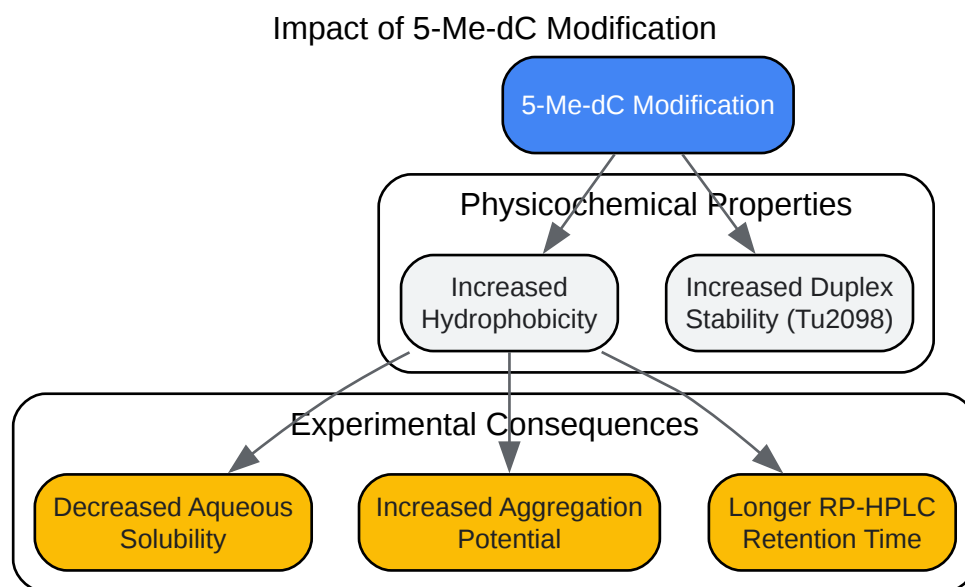 Impact of 5-Me-dC Modification
5-Me-dC Modification
Physicochemical Properties
Increased
Hydrophobicity
Increased Duplex
Stability (Tu2098)
Experimental Consequences
Decreased Aqueous
Solubility
Increased Aggregation
Potential
Longer RP-HPLC
Retention Time